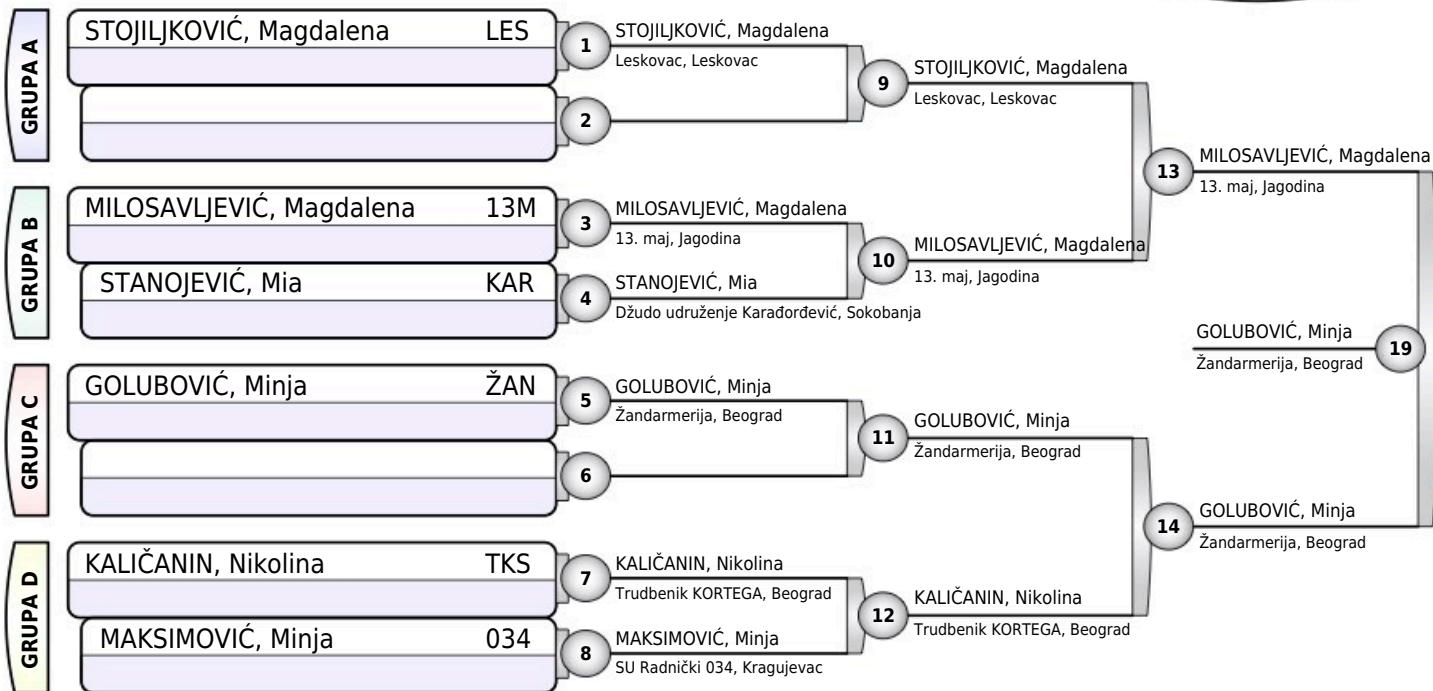 GRUPA A
STOJILJKOVIĆ, Magdalena LES
1
2
STOJILJKOVIĆ, Magdalena
Leskovac, Leskovac
9
STOJILJKOVIĆ, Magdalena
Leskovac, Leskovac
GRUPA B
MILOSAVLJEVIĆ, Magdalena 13M
STANOJEVIĆ, Mia KAR
3
MILOSAVLJEVIĆ, Magdalena
13. maj, Jagodina
4
STANOJEVIĆ, Mia
Džudo udruženje Karađorđević, Sokobanja
10
MILOSAVLJEVIĆ, Magdalena
13. maj, Jagodina
13
MILOSAVLJEVIĆ, Magdalena
13. maj, Jagodina
GRUPA C
GOLUBOVIĆ, Minja ŽAN
5
GOLUBOVIĆ, Minja
Žandarmerija, Beograd
6
11
GOLUBOVIĆ, Minja
Žandarmerija, Beograd
GRUPA D
KALIČANIN, Nikolina TKS
MAKSIMOVIĆ, Minja 034
7
KALIČANIN, Nikolina
Trudbenik KORTEGA, Beograd
8
MAKSIMOVIĆ, Minja
SU Radnički 034, Kragujevac
12
KALIČANIN, Nikolina
Trudbenik KORTEGA, Beograd
14
GOLUBOVIĆ, Minja
Žandarmerija, Beograd
GOLUBOVIĆ, Minja
Žandarmerija, Beograd
19